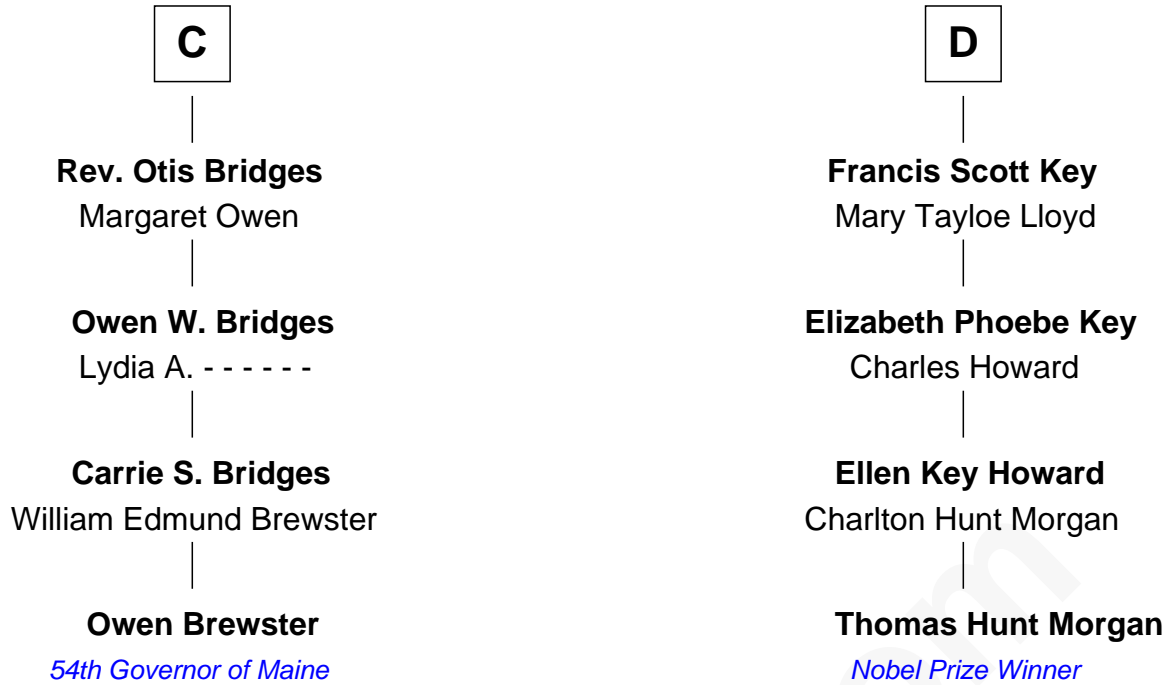 C
Rev. Otis Bridges
Margaret Owen
Owen W. Bridges
Lydia A. - - - - - -
Carrie S. Bridges
William Edmund Brewster
Owen Brewster
54th Governor of Maine
D
Francis Scott Key
Mary Tayloe Lloyd
Elizabeth Phoebe Key
Charles Howard
Ellen Key Howard
Charlton Hunt Morgan
Thomas Hunt Morgan
Nobel Prize Winner